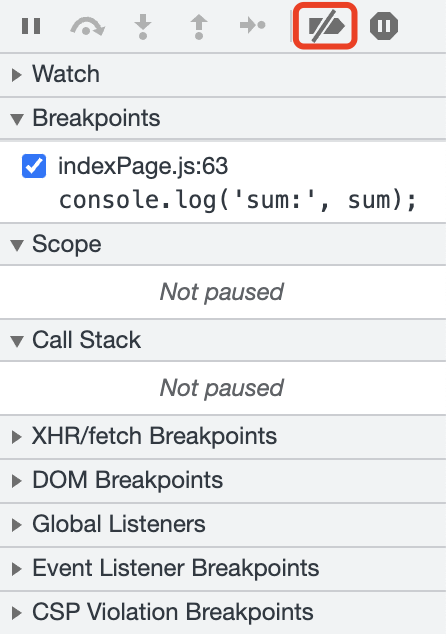 Watch
Breakpoints
indexPage.js:63
console.log('sum:', sum);
Scope
Not paused
Call Stack
Not paused
XHR/fetch Breakpoints
DOM Breakpoints
Global Listeners
Event Listener Breakpoints
CSP Violation Breakpoints